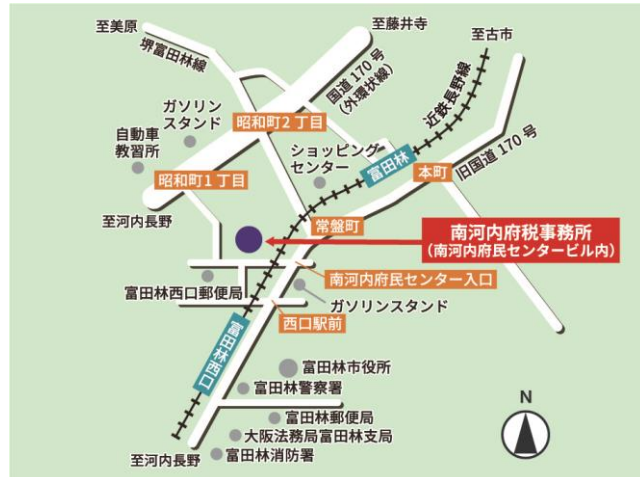 至美原
至藤井寺
至古市
堺富田林線
国道170号
(外環状線)
近鉄長野線
ガソリン
スタンド
昭和町2丁目
自動車
教習所
ショッピング
センター
富田林
本町
旧国道170号
昭和町1丁目
至河内長野
常盤町
南河内府税事務所
(南河内府民センタービル内)
富田林西口郵便局
南河内府民センター入口
ガソリンスタンド
西口駅前
富田林西口
富田林市役所
富田林警察署
富田林郵便局
大阪法務局富田林支局
至河内長野
富田林消防署
N